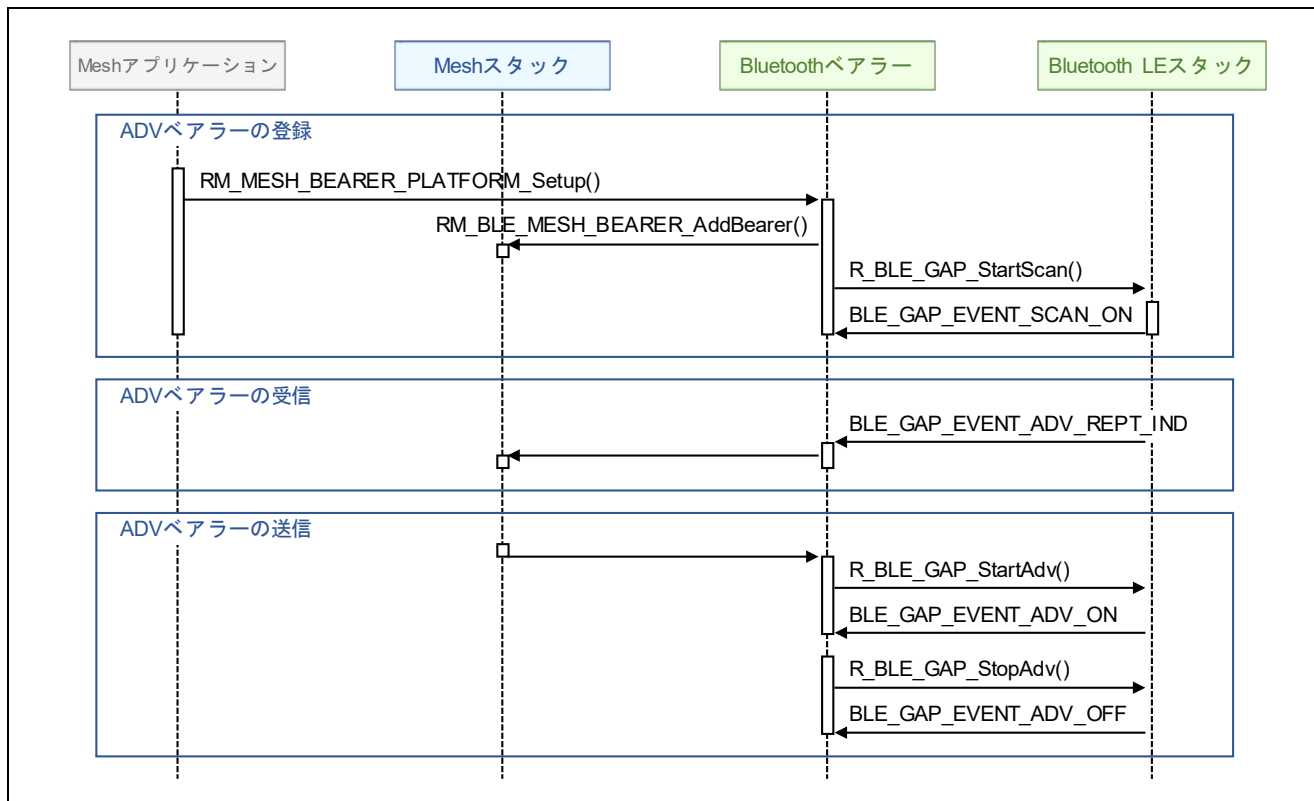 Meshアプリケーション
Meshスタック
Bluetoothベアラー
Bluetooth LEスタック
ADVベアラーの登録
RM_MESH_BEARER_PLATFORM_Setup()
RM_BLE_MESH_BEARER_AddBearer()
R_BLE_GAP_StartScan()
BLE_GAP_EVENT_SCAN_ON
ADVベアラーの受信
BLE_GAP_EVENT_ADV_REPT_IND
ADVベアラーの送信
R_BLE_GAP_StartAdv()
BLE_GAP_EVENT_ADV_ON
R_BLE_GAP_StopAdv()
BLE_GAP_EVENT_ADV_OFF